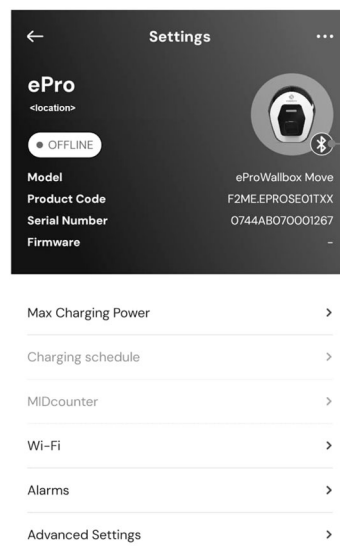 Settings
ePro
<location>
OFFLINE
Model eProWallbox Move
Product Code F2ME.EPROSE01TXX
Serial Number 0744AB070001267
Firmware -
Max Charging Power
Charging schedule
MIDcounter
Wi-Fi
Alarms
Advanced Settings